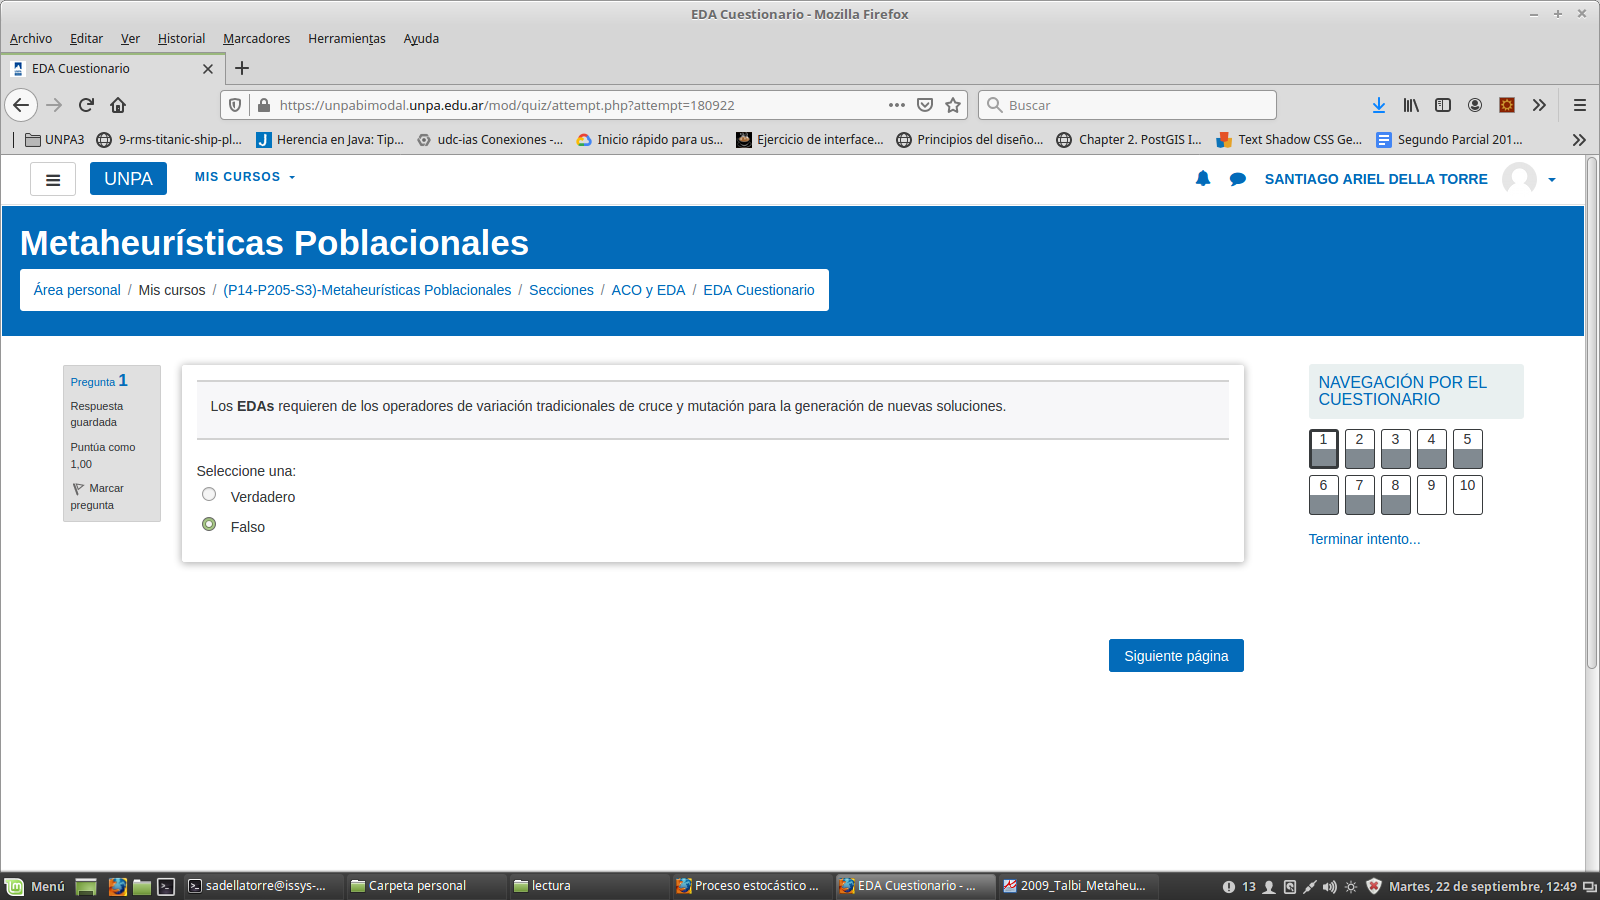 EDA Cuestionario - Mozilla Firefox
Archivo Editar Ver Historial Marcadores Herramientas Ayuda
EDA Cuestionario
https://unpabimodal.unpa.edu.ar/mod/quiz/attempt.php?attempt=180922
Buscar
UNPA3 9-rms-titanic-ship-pl... Herencia en Java: Tip... udc-ias Conexiones -... Inicio rápido para us... Ejercicio de interface... Principios del diseño... Chapter 2. PostGIS I... Text Shadow CSS Ge... Segundo Parcial 201...
UNPA MIS CURSOS SANTIAGO ARIEL DELLA TORRE
Metaheurísticas Poblacionales
Área personal / Mis cursos / (P14-P205-S3)-Metaheurísticas Poblacionales / Secciones / ACO y EDA / EDA Cuestionario
Pregunta 1
Respuesta
guardada
Puntúa como
1,00
Marcar
pregunta
Los EDAs requieren de los operadores de variación tradicionales de cruce y mutación para la generación de nuevas soluciones.
Seleccione una:
Verdadero
Falso
Siguiente página
NAVEGACIÓN POR EL
CUESTIONARIO
1 2 3 4 5
6 7 8 9 10
Terminar intento...
Menú sadellatorre@issys-... Carpeta personal lectura Proceso estocástico ... EDA Cuestionario - ... 2009_Talbi_Metaheu... 13 Martes, 22 de septiembre, 12:49